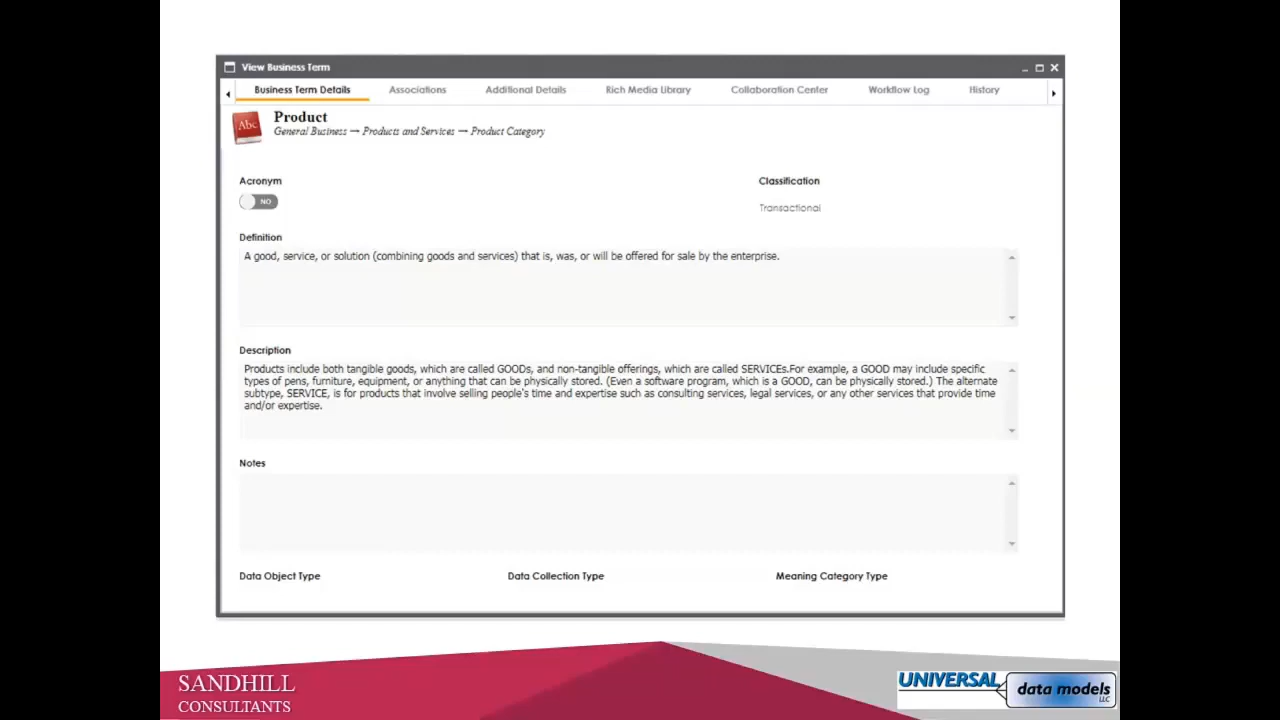 View Business Term
Business Term Details Associations Additional Details Rich Media Library Collaboration Center Workflow Log History
Abc
Product
General Business → Products and Services → Product Category
Acronym Classification
NO
Transactional
Definition
A good, service, or solution (combining goods and services) that is, was, or will be offered for sale by the enterprise.
Description
Products include both tangible goods, which are called GOODs, and non-tangible offerings, which are called SERVICEs.For example, a GOOD may include specific
types of pens, furniture, equipment, or anything that can be physically stored. (Even a software program, which is a GOOD, can be physically stored.) The alternate
subtype, SERVICE, is for products that involve selling people's time and expertise such as consulting services, legal services, or any other services that provide time
and/or expertise.
Notes
Data Object Type Data Collection Type Meaning Category Type
SANDHILL
CONSULTANTS
UNIVERSAL
data models
LLC